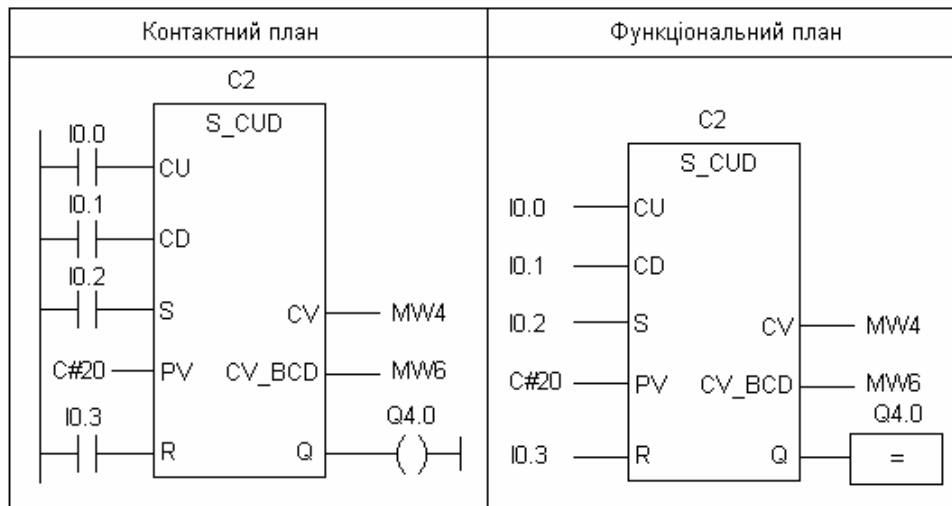 Контактний план
Функціональний план
C2
S_CUD
I0.0
CU
I0.1
CD
I0.2
S
CV
MW4
C#20
PV
CV_BCD
MW6
I0.3
Q4.0
R
Q
C2
S_CUD
I0.0
CU
I0.1
CD
I0.2
S
CV
MW4
C#20
PV
CV_BCD
MW6
Q4.0
I0.3
R
Q
=